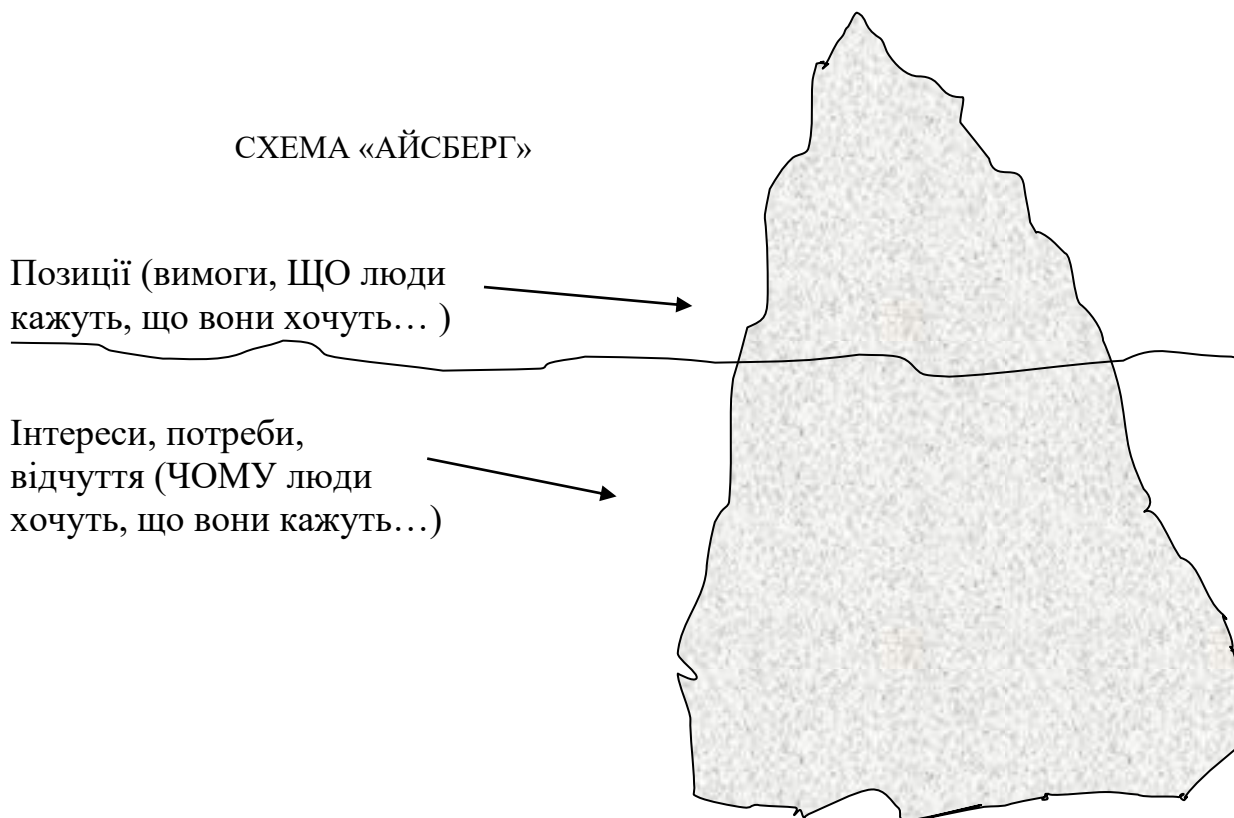 СХЕМА «АЙСБЕРГ»
Позиції (вимоги, ЩО люди
кажуть, що вони хочуть… )
Інтереси, потреби,
відчуття (ЧОМУ люди
хочуть, що вони кажуть…)